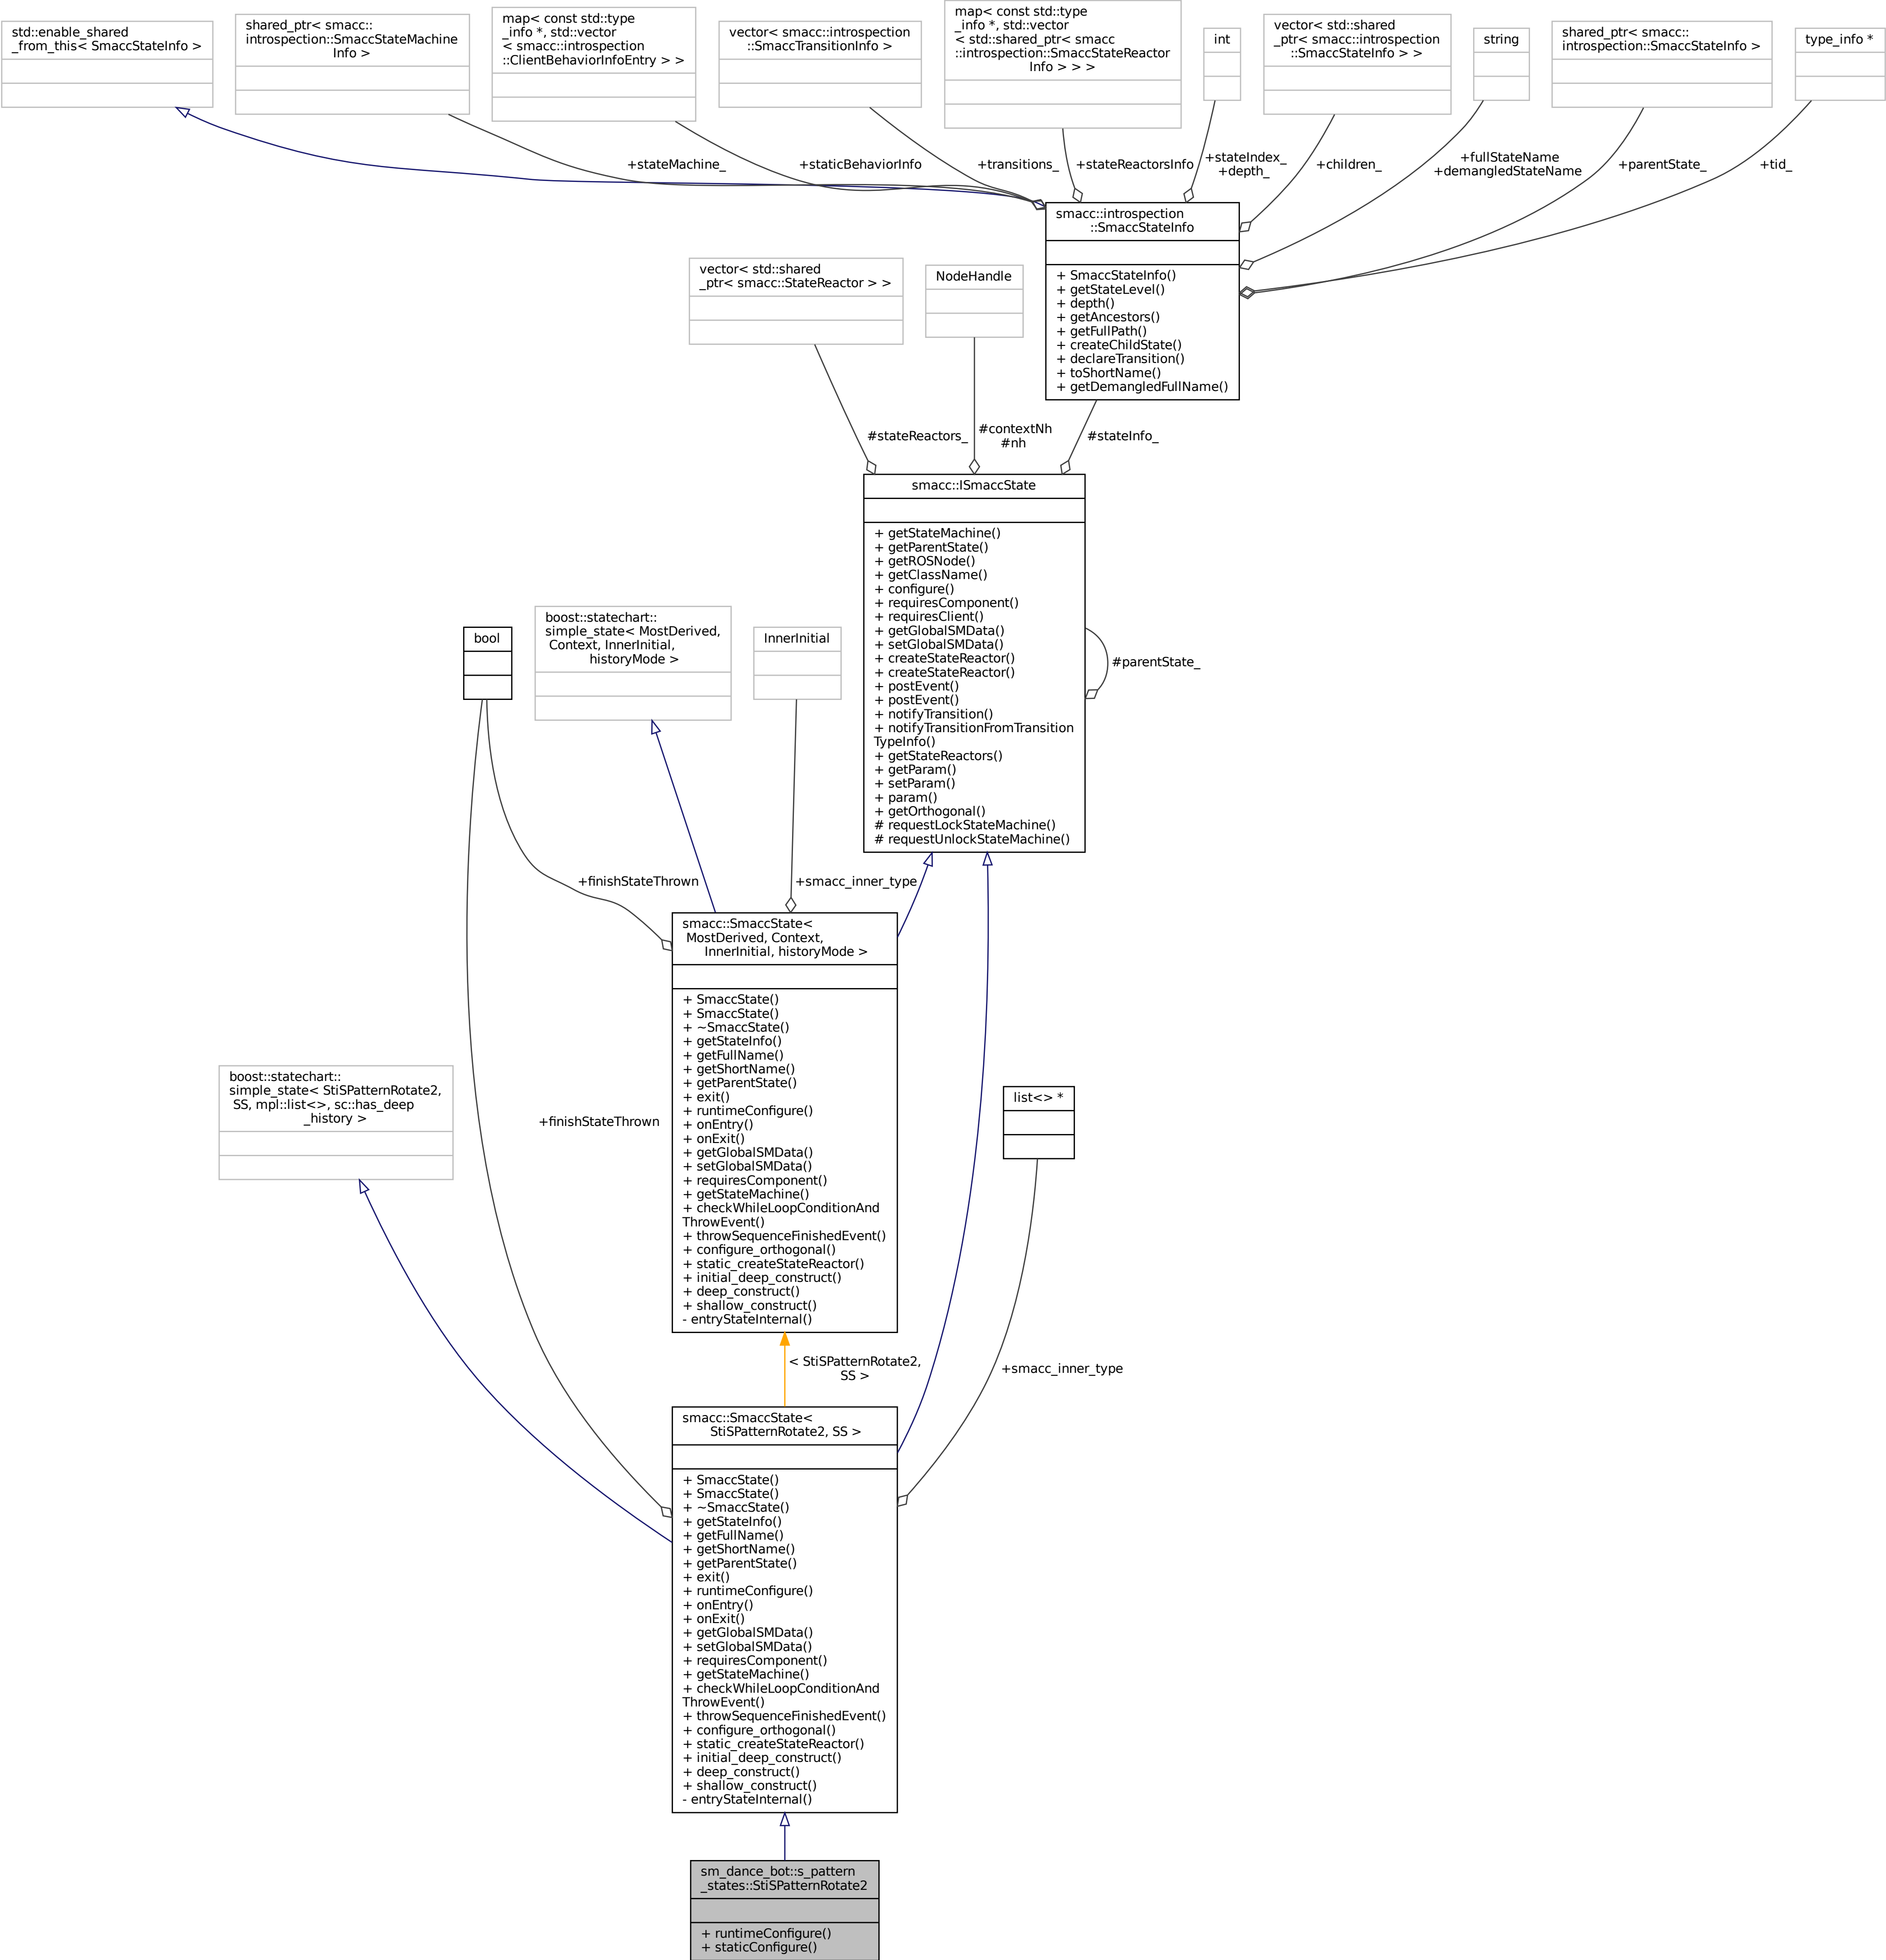 std::enable_shared
_from_this< SmaccStateInfo >
shared_ptr< smacc::
introspection::SmaccStateMachine
Info >
map< const std::type
_info *, std::vector
< smacc::introspection
::ClientBehaviorInfoEntry > >
vector< smacc::introspection
::SmaccTransitionInfo >
map< const std::type
_info *, std::vector
< std::shared_ptr< smacc
::introspection::SmaccStateReactor
Info > > >
int
vector< std::shared
_ptr< smacc::introspection
::SmaccStateInfo > >
string
shared_ptr< smacc::
introspection::SmaccStateInfo >
type_info *
+stateMachine_
+staticBehaviorInfo
+transitions_
+stateReactorsInfo
+stateIndex_
+depth_
+children_
+fullStateName
+demangledStateName
+parentState_
+tid_
smacc::introspection
::SmaccStateInfo
+ SmaccStateInfo()
+ getStateLevel()
+ depth()
+ getAncestors()
+ getFullPath()
+ createChildState()
+ declareTransition()
+ toShortName()
+ getDemangledFullName()
vector< std::shared
_ptr< smacc::StateReactor > >
NodeHandle
#stateReactors_
#contextNh
#nh
#stateInfo_
smacc::ISmaccState
+ getStateMachine()
+ getParentState()
+ getROSNode()
+ getClassName()
+ configure()
+ requiresComponent()
+ requiresClient()
+ getGlobalSMData()
+ setGlobalSMData()
+ createStateReactor()
+ createStateReactor()
+ postEvent()
+ postEvent()
+ notifyTransition()
+ notifyTransitionFromTransition
TypeInfo()
+ getStateReactors()
+ getParam()
+ setParam()
+ param()
+ getOrthogonal()
# requestLockStateMachine()
# requestUnlockStateMachine()
#parentState_
bool
boost::statechart::
simple_state< MostDerived,
Context, InnerInitial,
historyMode >
InnerInitial
+finishStateThrown
+smacc_inner_type
smacc::SmaccState<
MostDerived, Context,
InnerInitial, historyMode >
+ SmaccState()
+ SmaccState()
+ ~SmaccState()
+ getStateInfo()
+ getFullName()
+ getShortName()
+ getParentState()
+ exit()
+ runtimeConfigure()
+ onEntry()
+ onExit()
+ getGlobalSMData()
+ setGlobalSMData()
+ requiresComponent()
+ getStateMachine()
+ checkWhileLoopConditionAnd
ThrowEvent()
+ throwSequenceFinishedEvent()
+ configure_orthogonal()
+ static_createStateReactor()
+ initial_deep_construct()
+ deep_construct()
+ shallow_construct()
- entryStateInternal()
boost::statechart::
simple_state< StiSPatternRotate2,
SS, mpl::list<>, sc::has_deep
_history >
+finishStateThrown
list<> *
< StiSPatternRotate2,
SS >
+smacc_inner_type
smacc::SmaccState<
StiSPatternRotate2, SS >
+ SmaccState()
+ SmaccState()
+ ~SmaccState()
+ getStateInfo()
+ getFullName()
+ getShortName()
+ getParentState()
+ exit()
+ runtimeConfigure()
+ onEntry()
+ onExit()
+ getGlobalSMData()
+ setGlobalSMData()
+ requiresComponent()
+ getStateMachine()
+ checkWhileLoopConditionAnd
ThrowEvent()
+ throwSequenceFinishedEvent()
+ configure_orthogonal()
+ static_createStateReactor()
+ initial_deep_construct()
+ deep_construct()
+ shallow_construct()
- entryStateInternal()
sm_dance_bot::s_pattern
_states::StiSPatternRotate2
+ runtimeConfigure()
+ staticConfigure()